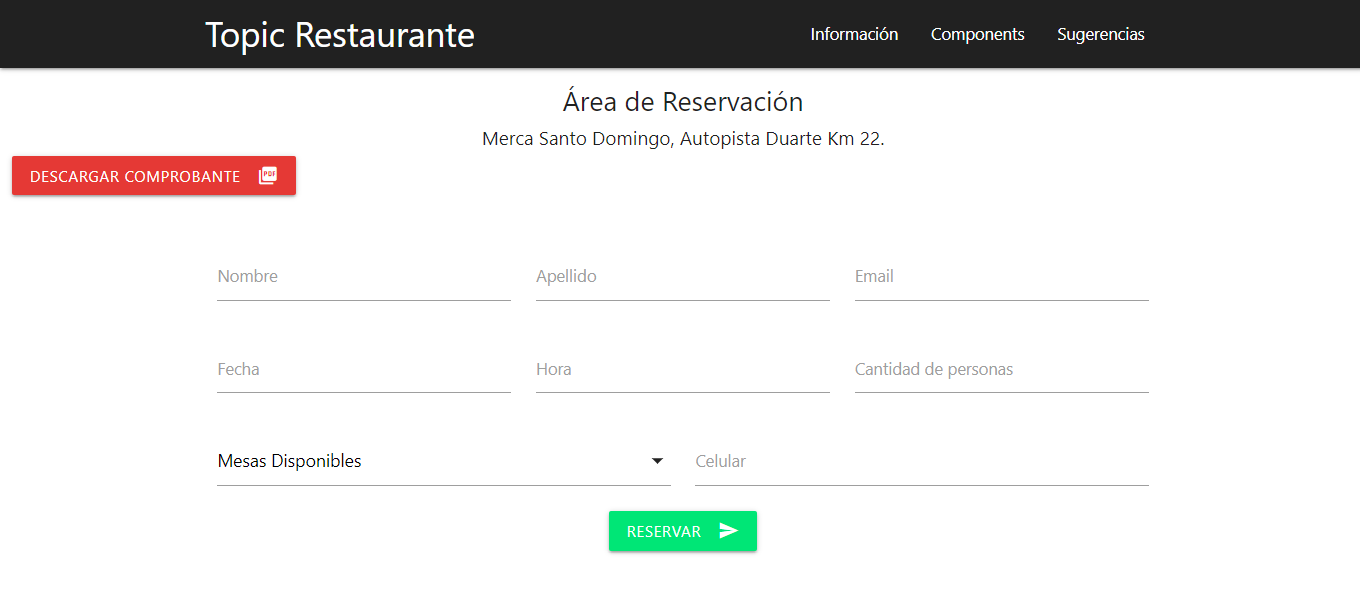 Topic Restaurante Información Components Sugerencias
Área de Reservación
Merca Santo Domingo, Autopista Duarte Km 22.
DESCARGAR COMPROBANTE PDF
Nombre Apellido Email
Fecha Hora Cantidad de personas
Mesas Disponibles Celular
RESERVAR